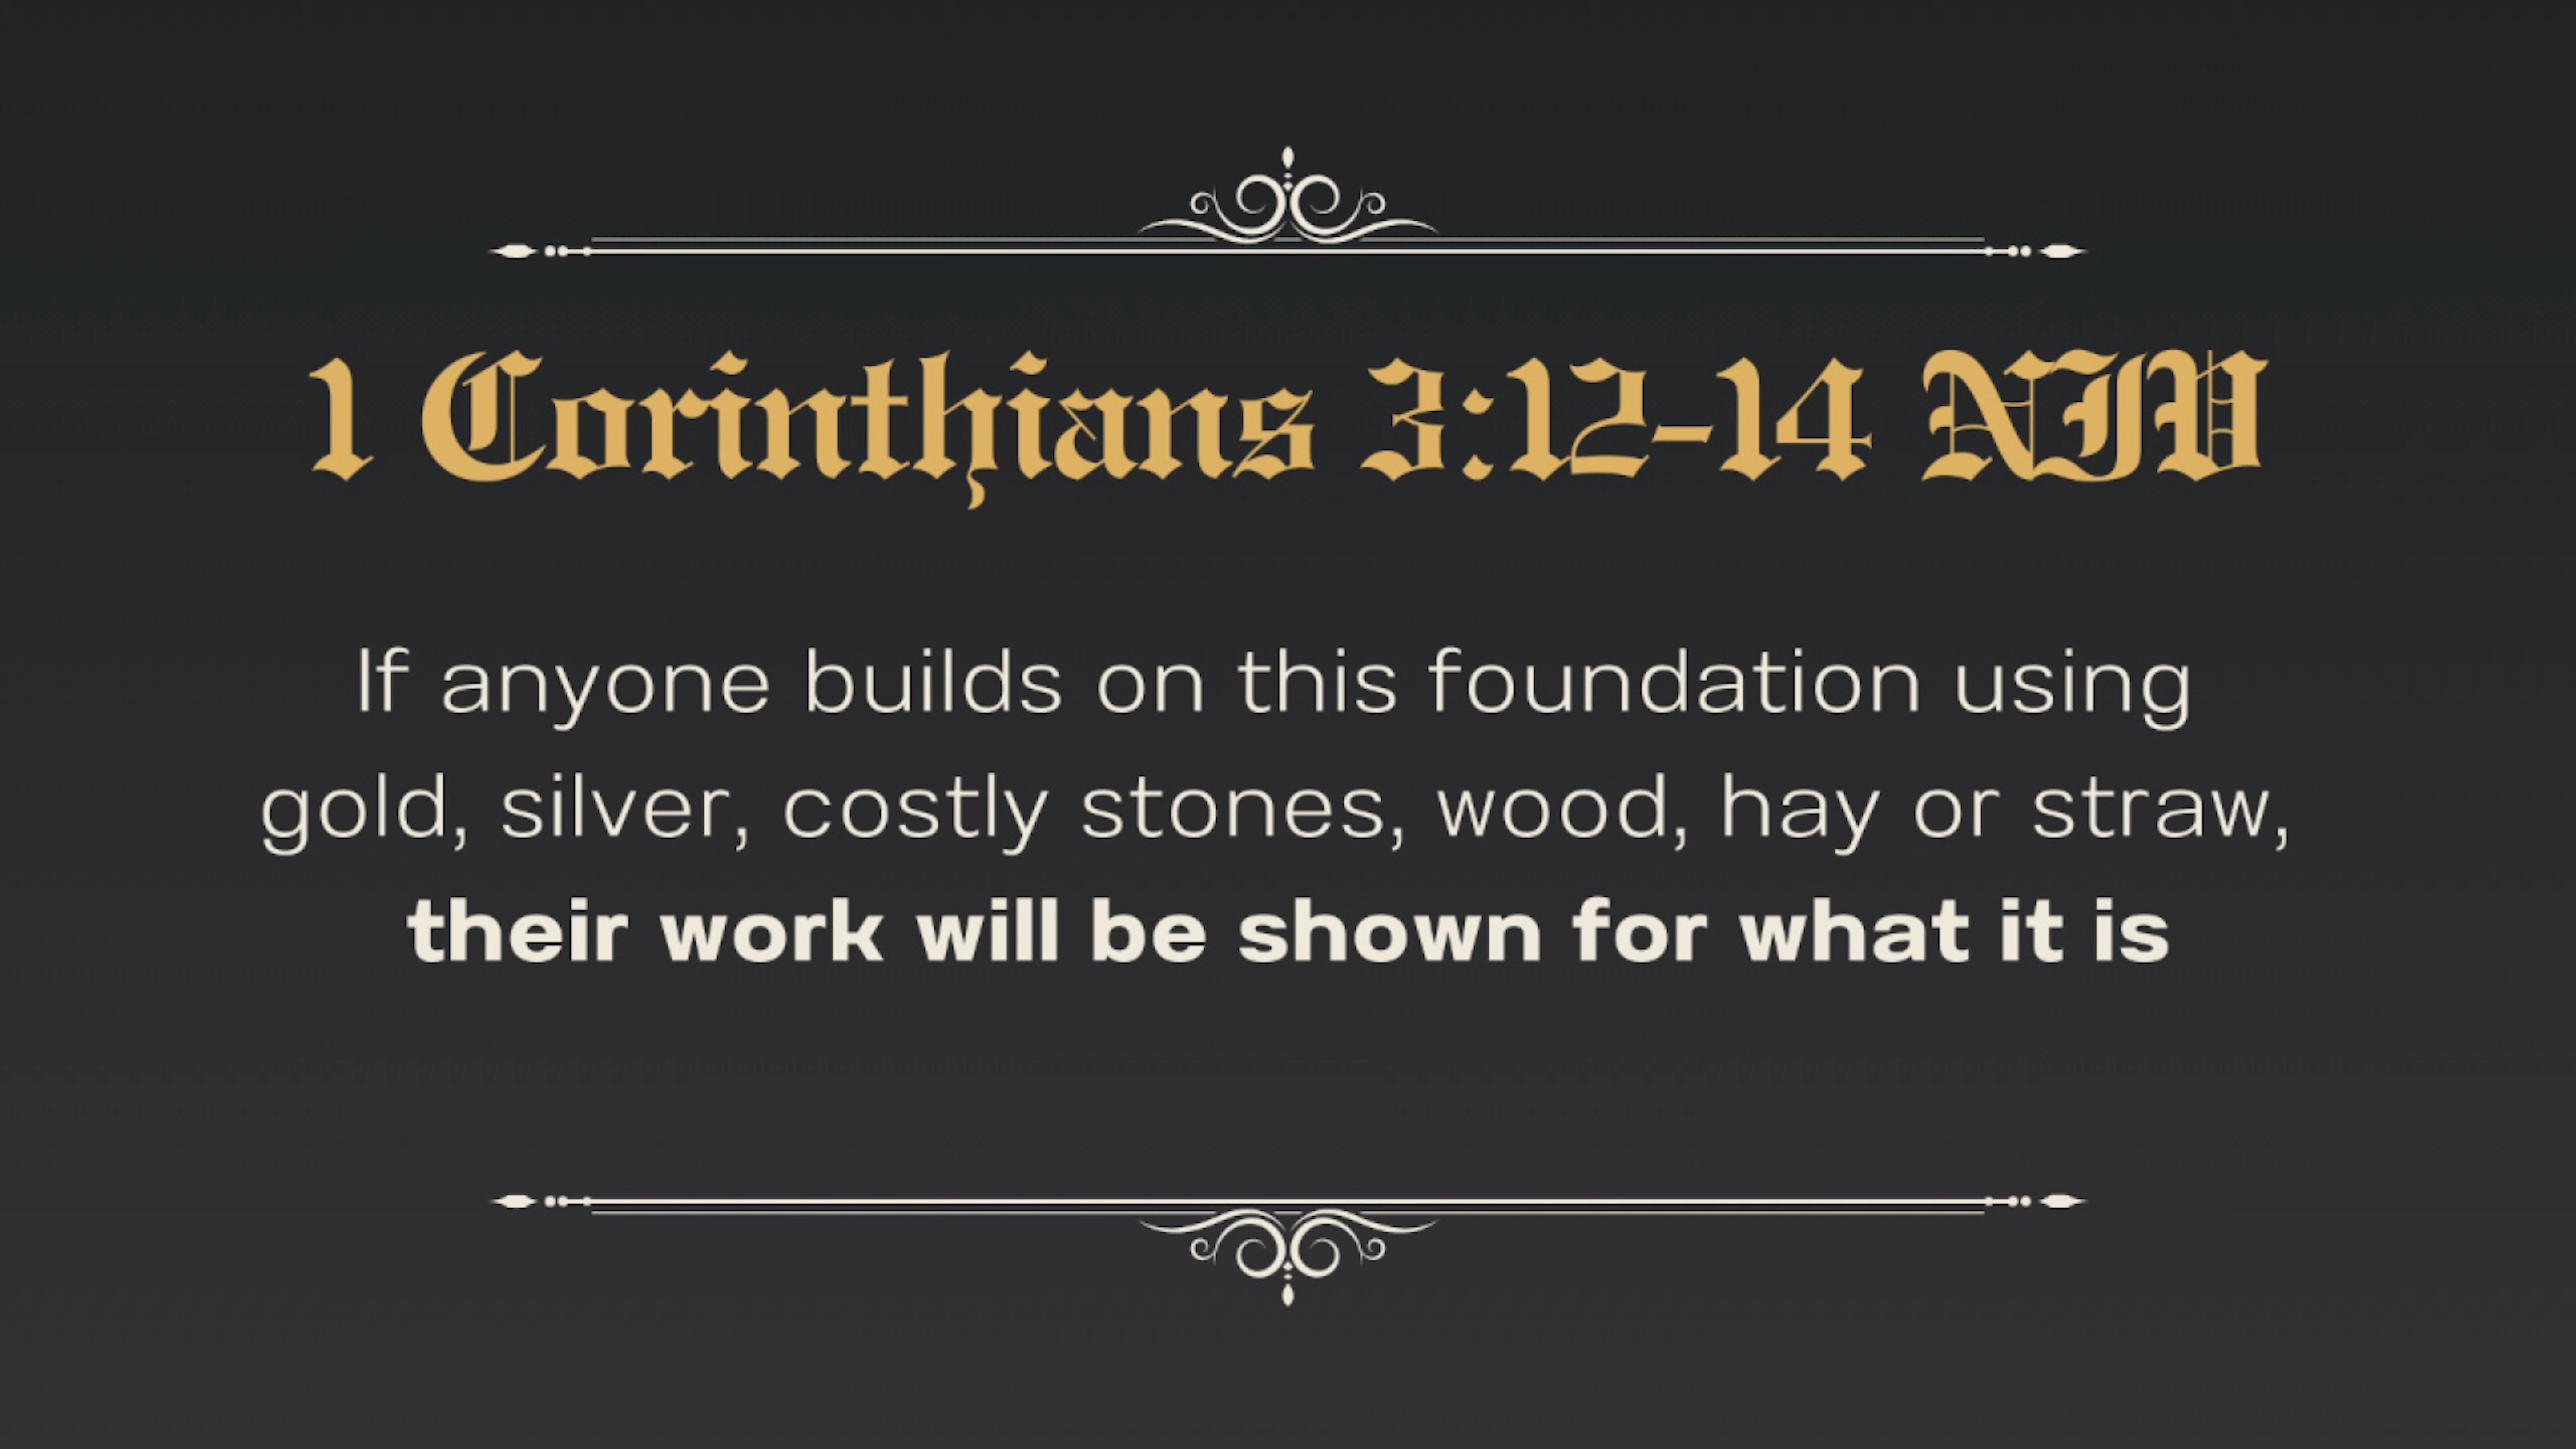 1 Corinthians 3:12-14 NIV
If anyone builds on this foundation using
gold, silver, costly stones, wood, hay or straw,
their work will be shown for what it is